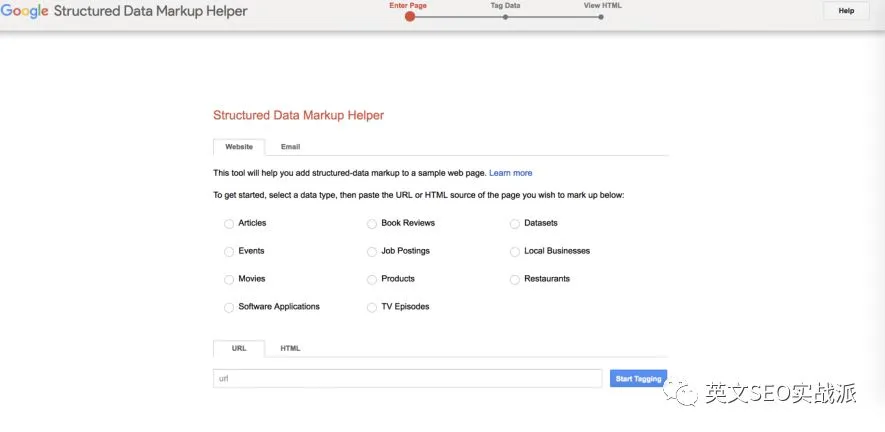 Google Structured Data Markup Helper
Enter Page Tag Data View HTML
Help
Structured Data Markup Helper
Website Email
This tool will help you add structured-data markup to a sample web page. Learn more
To get started, select a data type, then paste the URL or HTML source of the page you wish to mark up below:
Articles Book Reviews Datasets
Events Job Postings Local Businesses
Movies Products Restaurants
Software Applications TV Episodes
URL HTML
url Start Tagging
英文SEO实战派